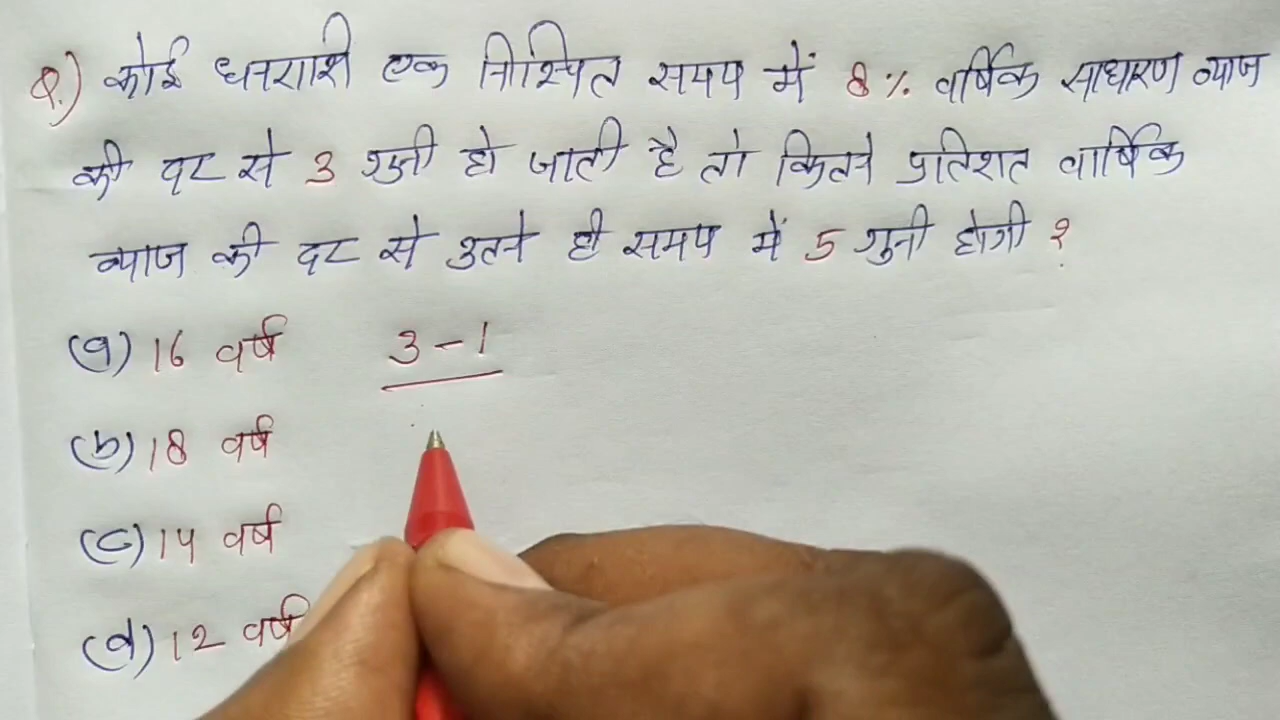 Q.) कोई धनराशी एक निश्चित समय में 8% वर्षिक साधारण व्याज
की दर से 3 गुनी हो जाती है तो कितने प्रतिशत वार्षिक
व्याज की दर से उतने ही समय में 5 गुनी होगी ?
(a) 16 वर्ष
3-1
(b) 18 वर्ष
(c) 14 वर्ष
(d) 12 वर्ष